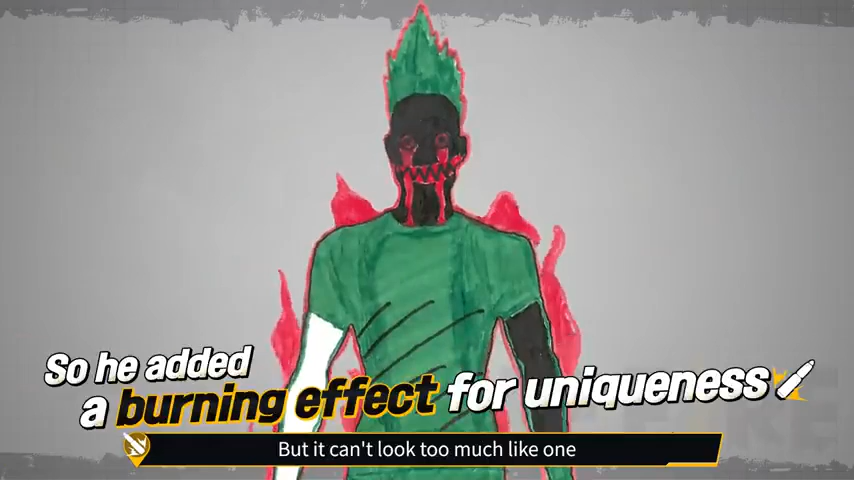 So he added
a burning effect for uniqueness
But it can't look too much like one